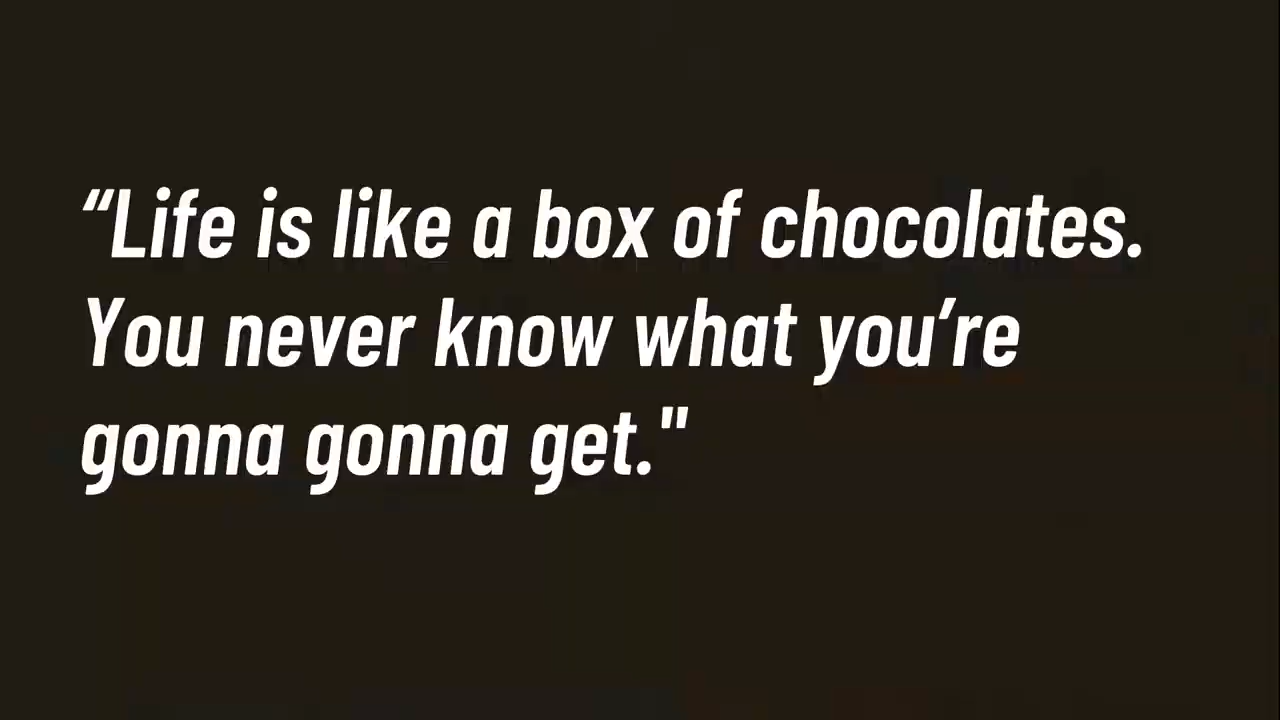 “Life is like a box of chocolates.
You never know what you’re
gonna gonna get."